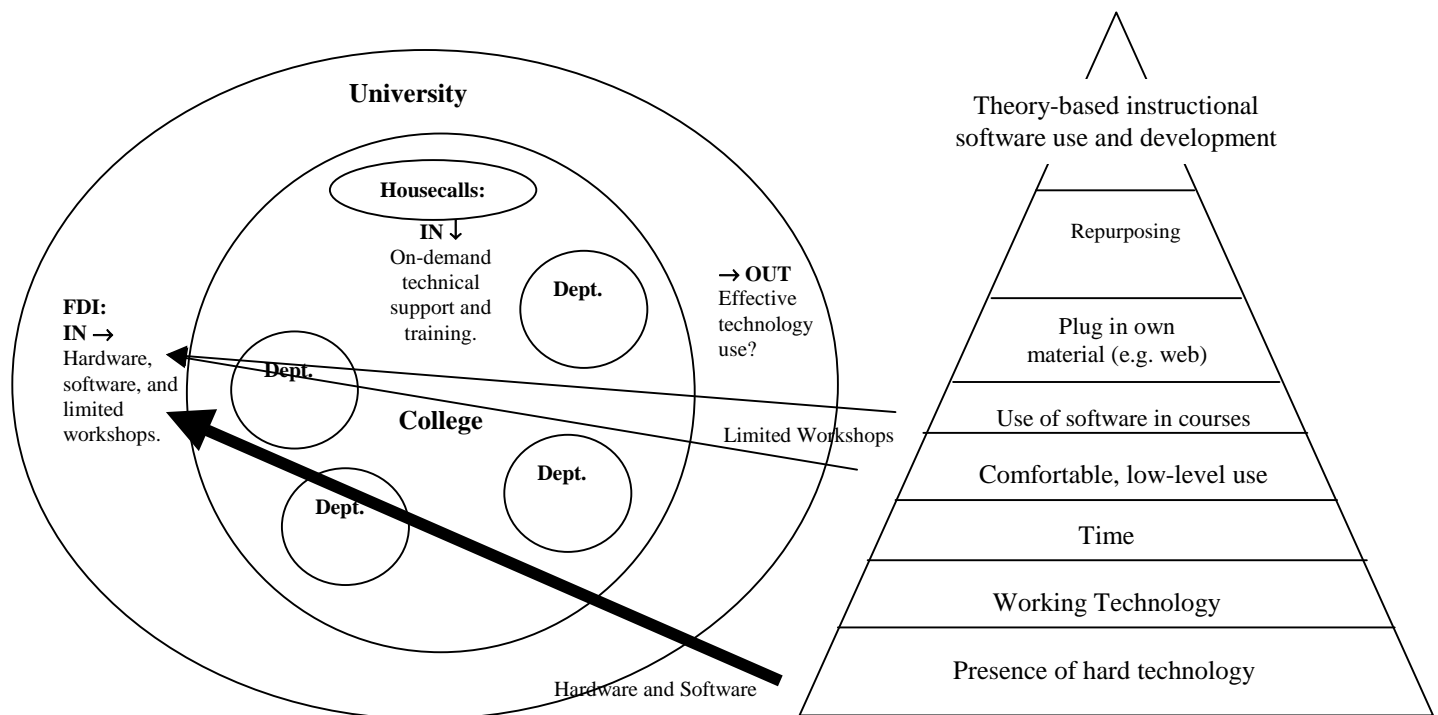 University
Housecalls:
IN ↓
On-demand
technical
support and
training.
Dept.
→ OUT
Effective
technology
use?
FDI:
IN →
Hardware,
software, and
limited
workshops.
Dept.
College
Limited Workshops
Dept.
Dept.
Hardware and Software
Theory-based instructional
software use and development
Repurposing
Plug in own
material (e.g. web)
Use of software in courses
Comfortable, low-level use
Time
Working Technology
Presence of hard technology